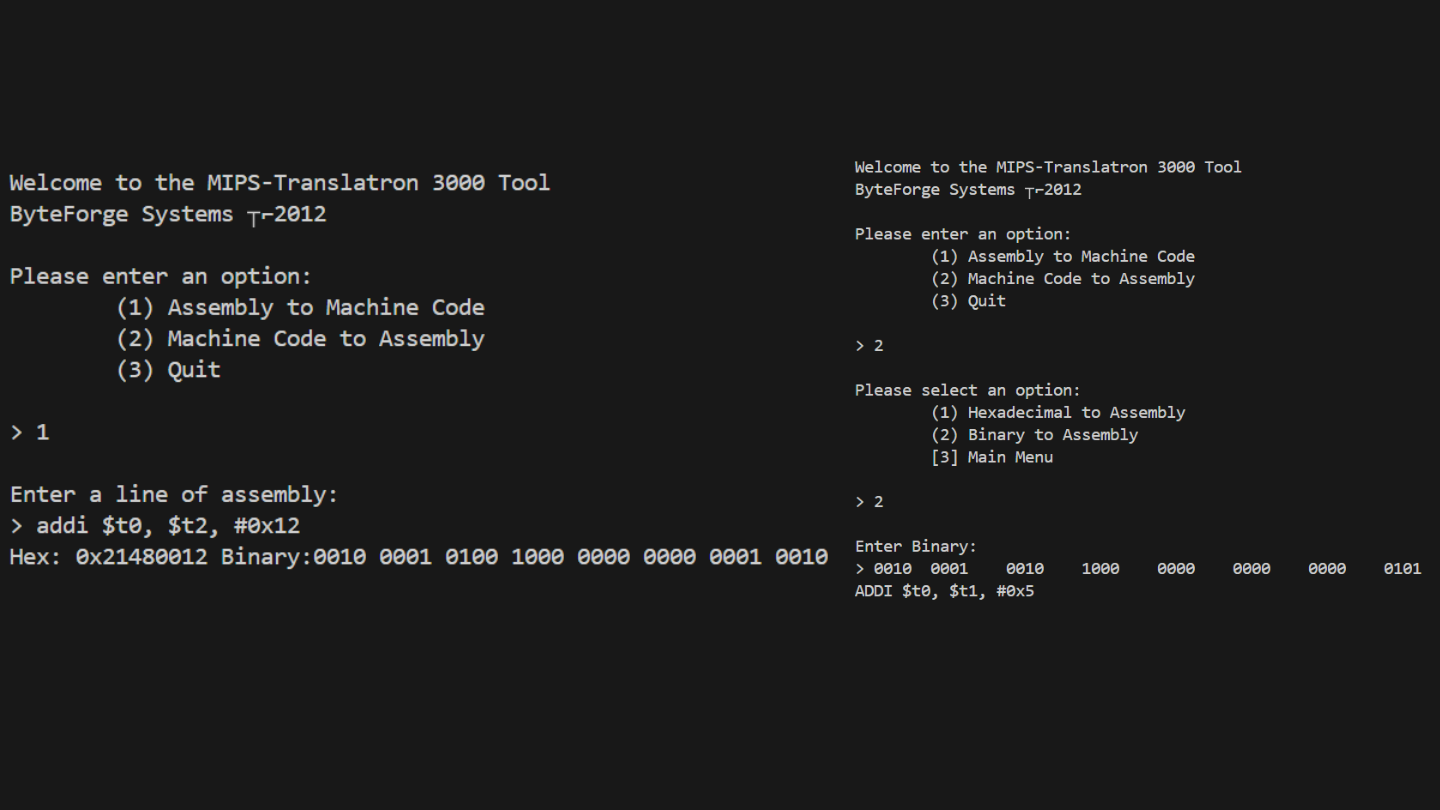 Welcome to the MIPS-Translatron 3000 Tool
ByteForge Systems ┬⌐2012
Please enter an option:
(1) Assembly to Machine Code
(2) Machine Code to Assembly
(3) Quit
> 1
Enter a line of assembly:
> addi $t0, $t2, #0x12
Hex: 0x21480012 Binary:0010 0001 0100 1000 0000 0000 0001 0010
Welcome to the MIPS-Translatron 3000 Tool
ByteForge Systems ┬⌐2012
Please enter an option:
(1) Assembly to Machine Code
(2) Machine Code to Assembly
(3) Quit
> 2
Please select an option:
(1) Hexadecimal to Assembly
(2) Binary to Assembly
[3] Main Menu
> 2
Enter Binary:
> 0010 0001 0010 1000 0000 0000 0000 0101
ADDI $t0, $t1, #0x5